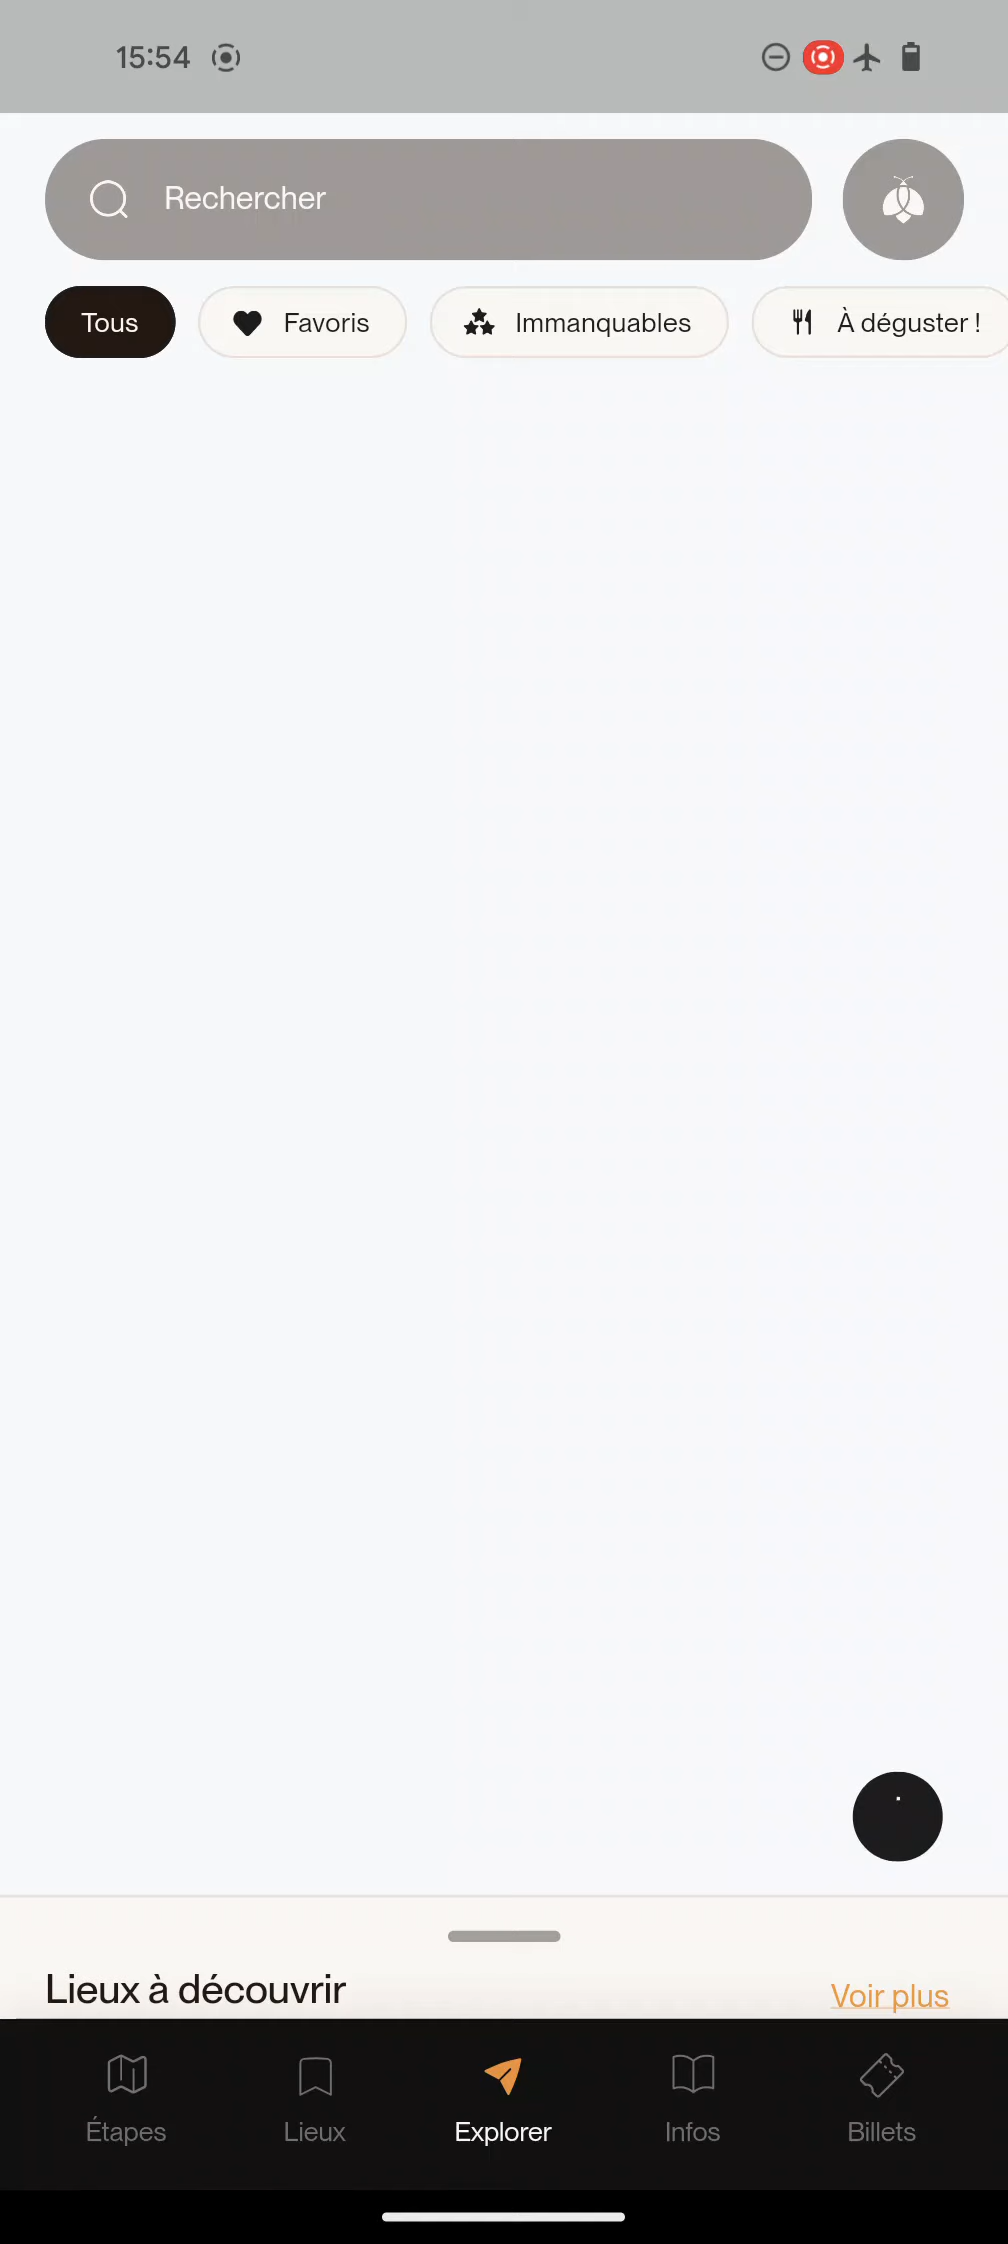 15:54
Rechercher
Tous
Favoris
Immanquables
À déguster !
Lieux à découvrir
Voir plus
Étapes
Lieux
Explorer
Infos
Billets